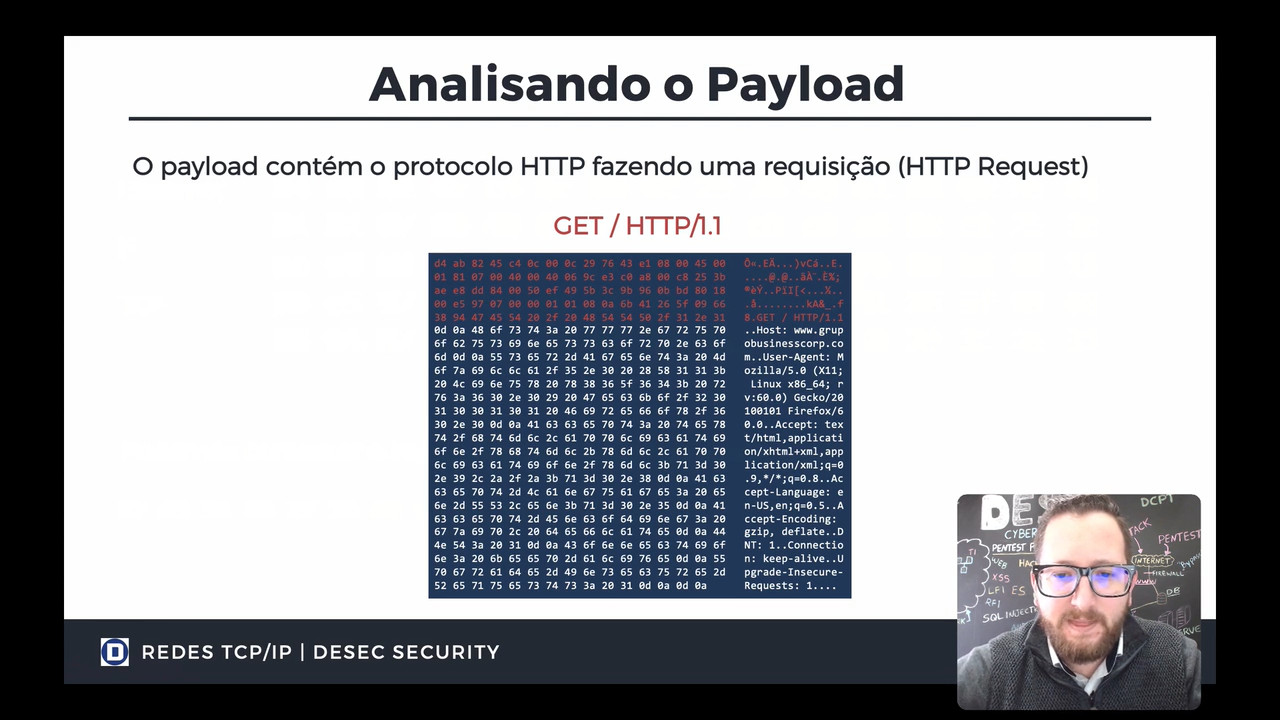 Analisando o Payload
O payload contém o protocolo HTTP fazendo uma requisição (HTTP Request)
GET / HTTP/1.1
d4 ab 82 45 c4 0c 00 0c 29 76 43 e1 08 00 45 00 Ô«.EÄ...)vCá..E.
01 81 07 00 40 00 40 06 9c e3 c0 a8 00 c8 25 3b ....@.@..ãÀ¨.È%;
ae e8 dd 84 00 50 ef 49 5b 3c 9b 96 0b bd 80 18 ®èÝ..PïI[<...½..
00 e5 97 07 00 00 01 01 08 0a 6b 41 26 5f 09 66 .å........kA&_.f
38 94 47 45 54 20 2f 20 48 54 54 50 2f 31 2e 31 8.GET / HTTP/1.1
0d 0a 48 6f 73 74 3a 20 77 77 77 2e 67 72 75 70 ..Host: www.grup
6f 62 75 73 69 6e 65 73 73 63 6f 72 70 2e 63 6f obusinesscorp.co
6d 0d 0a 55 73 65 72 2d 41 67 65 6e 74 3a 20 4d m..User-Agent: M
6f 7a 69 6c 6c 61 2f 35 2e 30 20 28 58 31 31 3b ozilla/5.0 (X11;
20 4c 69 6e 75 78 20 78 38 36 5f 36 34 3b 20 72 Linux x86_64; r
76 3a 36 30 2e 30 29 20 47 65 63 6b 6f 2f 32 30 v:60.0) Gecko/20
31 30 30 31 30 31 20 46 69 72 65 66 6f 78 2f 36 100101 Firefox/6
30 2e 30 0d 0a 41 63 63 65 70 74 3a 20 74 65 78 0.0..Accept: tex
74 2f 68 74 6d 6c 2c 61 70 70 6c 69 63 61 74 69 t/html,applicati
6f 6e 2f 78 68 74 6d 6c 2b 78 6d 6c 2c 61 70 70 on/xhtml+xml,app
6c 69 63 61 74 69 6f 6e 2f 78 6d 6c 3b 71 3d 30 lication/xml;q=0
2e 39 2c 2a 2f 2a 3b 71 3d 30 2e 38 0d 0a 41 63 .9,*/*;q=0.8..Ac
63 65 70 74 2d 4c 61 6e 67 75 61 67 65 3a 20 65 cept-Language: e
6e 2d 55 53 2c 65 6e 3b 71 3d 30 2e 35 0d 0a 41 n-US,en;q=0.5..A
63 63 65 70 74 2d 45 6e 63 6f 64 69 6e 67 3a 20 ccept-Encoding:
67 7a 69 70 2c 20 64 65 66 6c 61 74 65 0d 0a 44 gzip, deflate..D
4e 54 3a 20 31 0d 0a 43 6f 6e 6e 65 63 74 69 6f NT: 1..Connectio
6e 3a 20 6b 65 65 70 2d 61 6c 69 76 65 0d 0a 55 n: keep-alive..U
70 67 72 61 64 65 2d 49 6e 73 65 63 75 72 65 2d pgrade-Insecure-
52 65 71 75 65 73 74 73 3a 20 31 0d 0a 0d 0a Requests: 1....
D REDES TCP/IP | DESEC SECURITY
DES
DCPT
CYBER
PENTEST
PENTEST
WEB
XSS
LFI
RFI
SQL INJECT
INTERNET
FIREWALL
WWW
DB